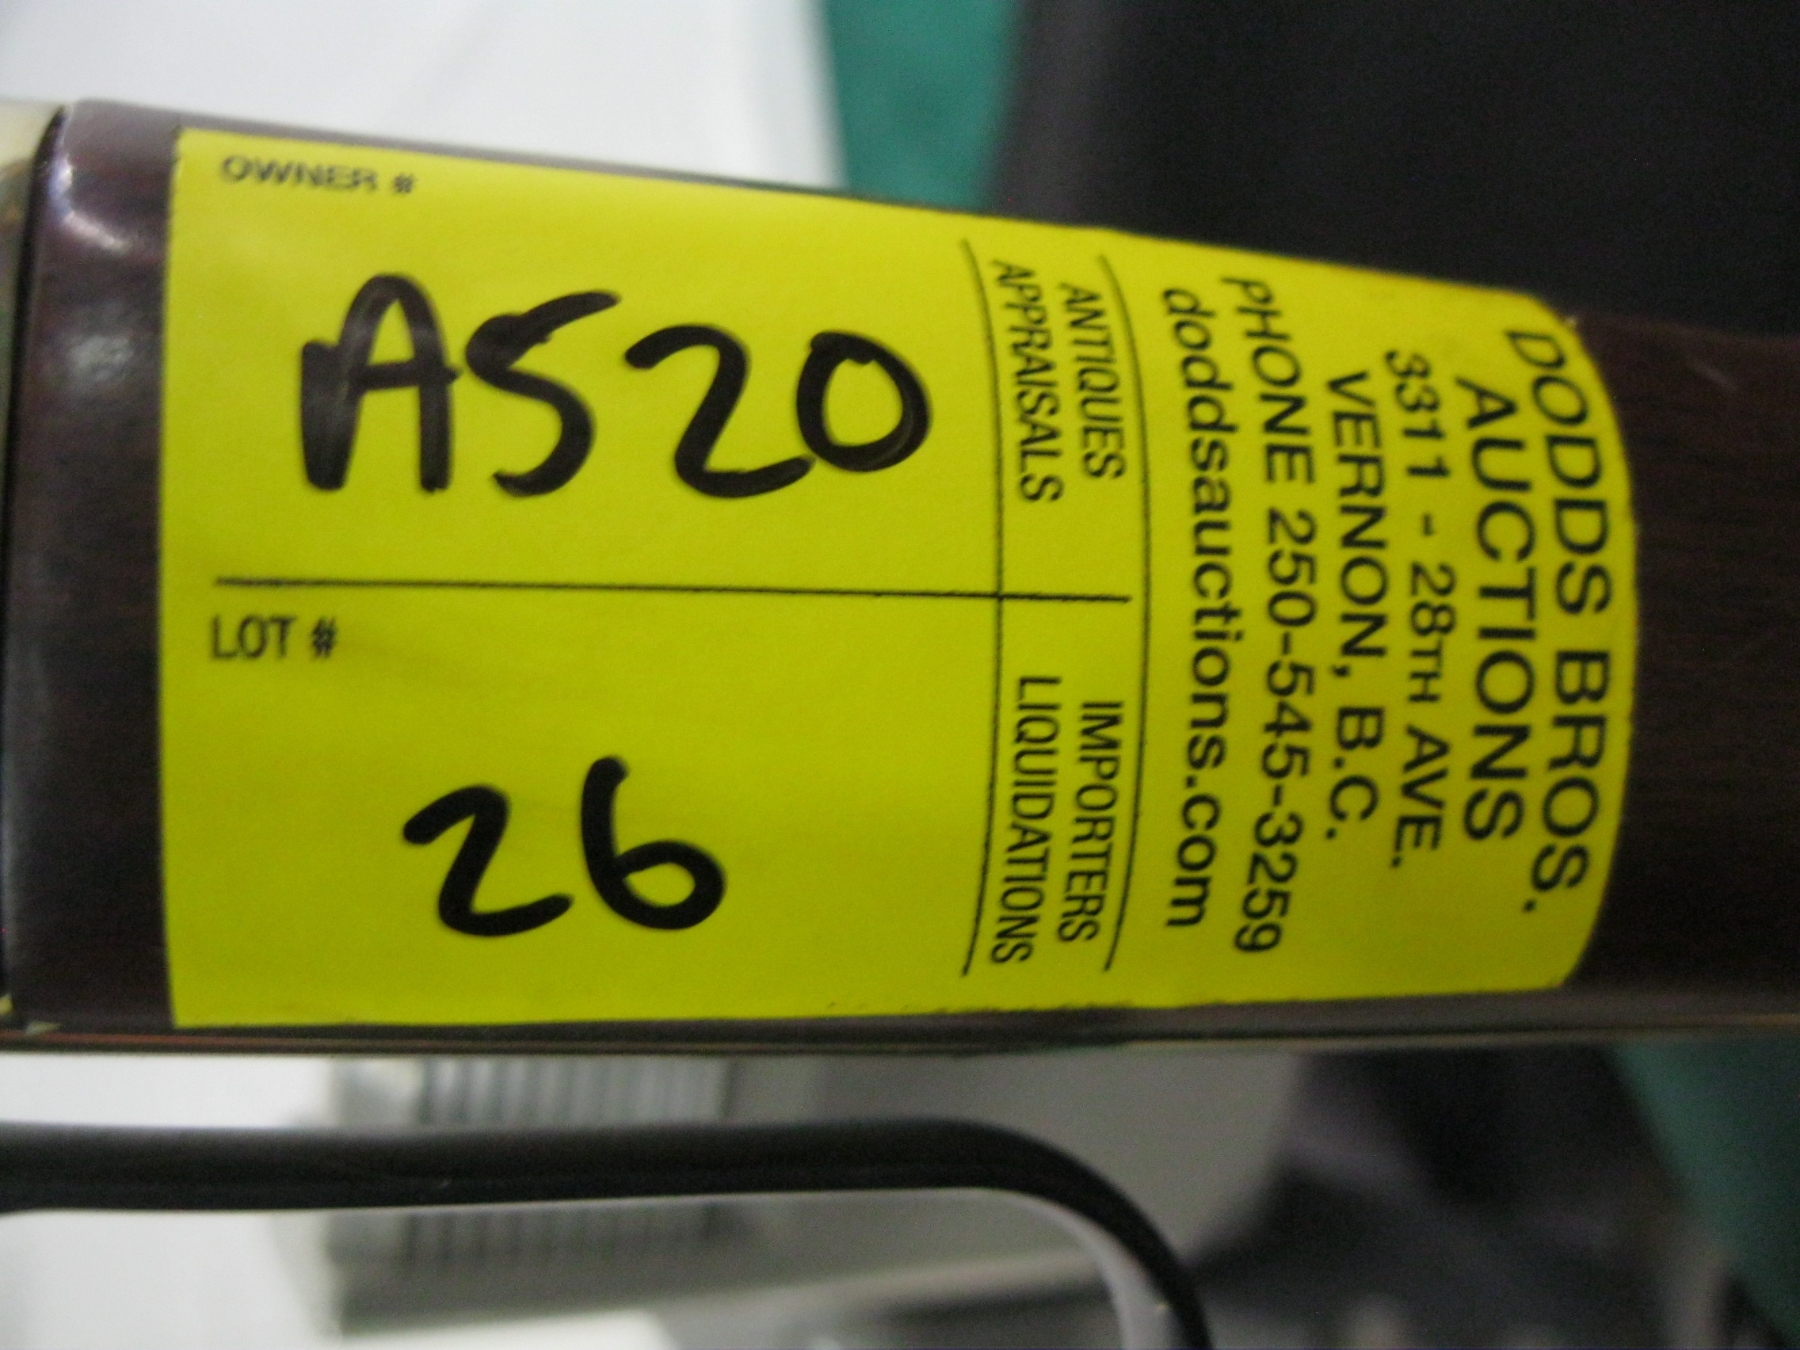 OWNER #
A520
LOT #
26
DODDS BROS.
AUCTIONS
3311 - 28TH AVE.
VERNON, B.C.
PHONE 250-545-3259
doddsauctions.com
ANTIQUES IMPORTERS
APPRAISALS LIQUIDATIONS